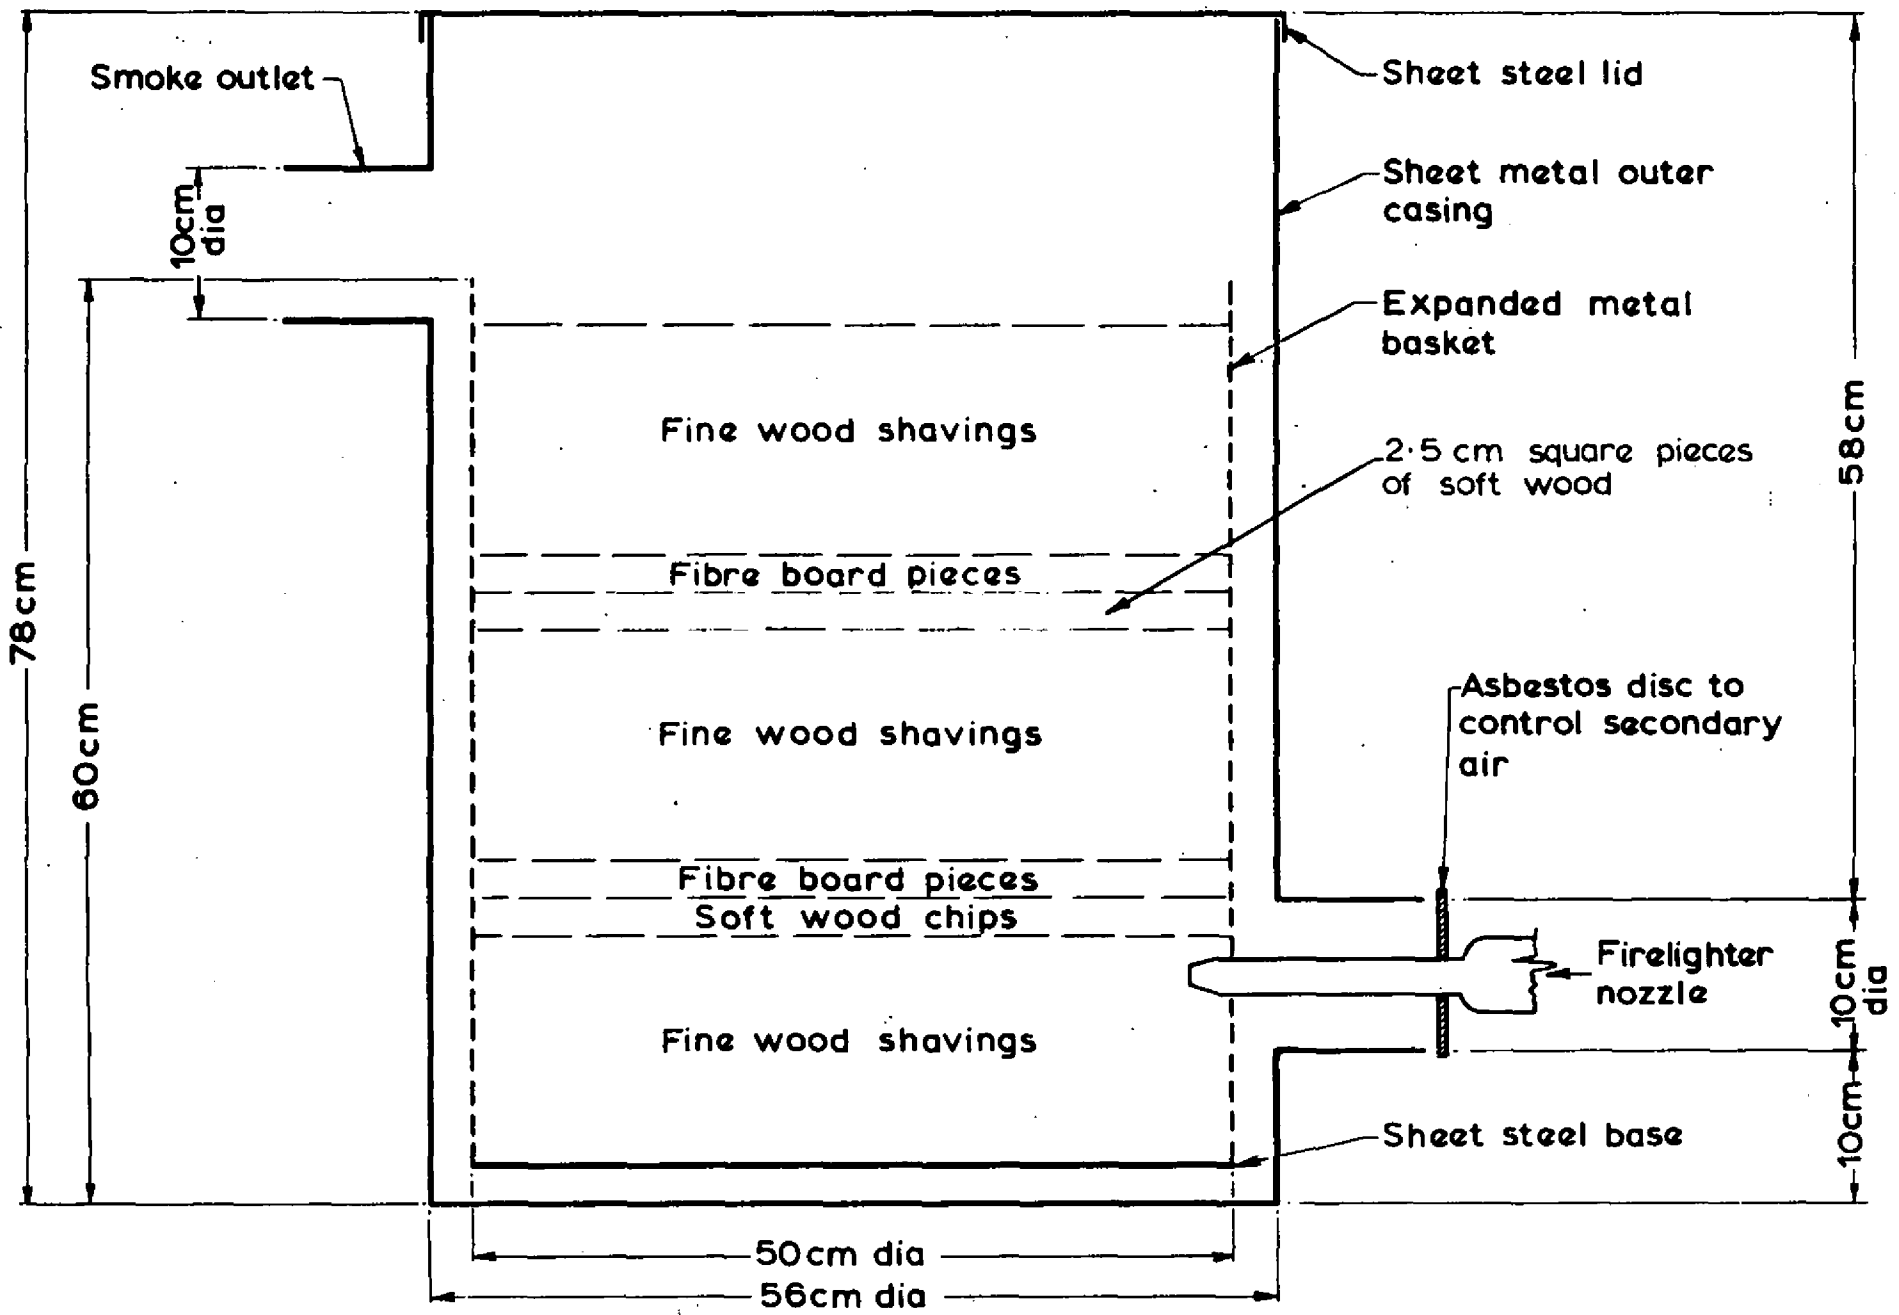 Smoke outlet
Sheet steel lid
10cm
dia
Sheet metal outer
casing
Expanded metal
basket
Fine wood shavings
2·5 cm square pieces
of soft wood
58cm
Fibre board pieces
78cm
60cm
Fine wood shavings
Asbestos disc to
control secondary
air
Fibre board pieces
Soft wood chips
Firelighter
nozzle
10cm
dia
Fine wood shavings
10cm
Sheet steel base
50cm dia
56cm dia